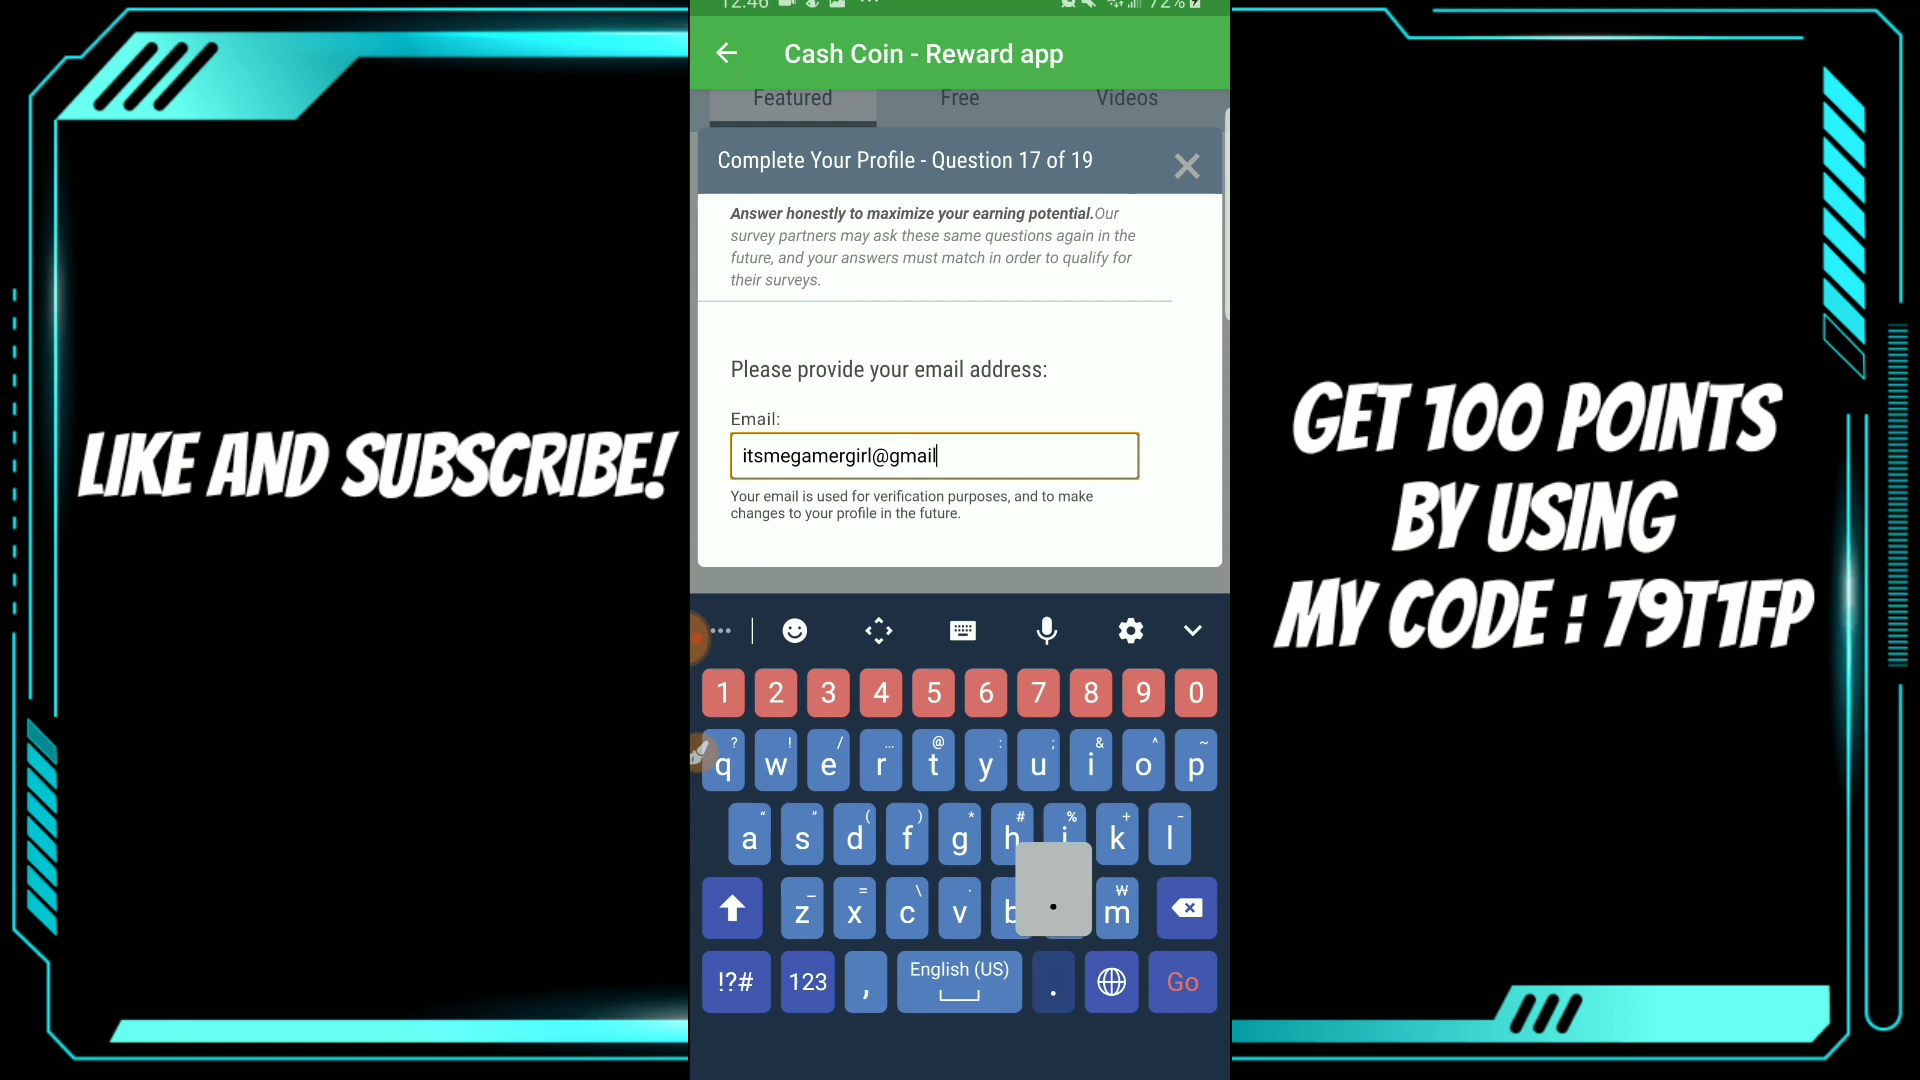 12:46
72%
Cash Coin - Reward app
Featured
Free
Videos
Complete Your Profile - Question 17 of 19
Answer honestly to maximize your earning potential.Our
survey partners may ask these same questions again in the
future, and your answers must match in order to qualify for
their surveys.
Please provide your email address:
Email:
itsmegamergirl@gmail
Your email is used for verification purposes, and to make
changes to your profile in the future.
LIKE AND SUBSCRIBE!
GET 100 POINTS
BY USING
MY CODE : 79T1FP
1 2 3 4 5 6 7 8 9 0
? ! / ... @ : ; & ^ ~
q w e r t y u i o p
“ ” ( ) * # % + -
a s d f g h j k l
_ = \ · ₩
z x c v b m
.
!?# 123 , English (US) . Go